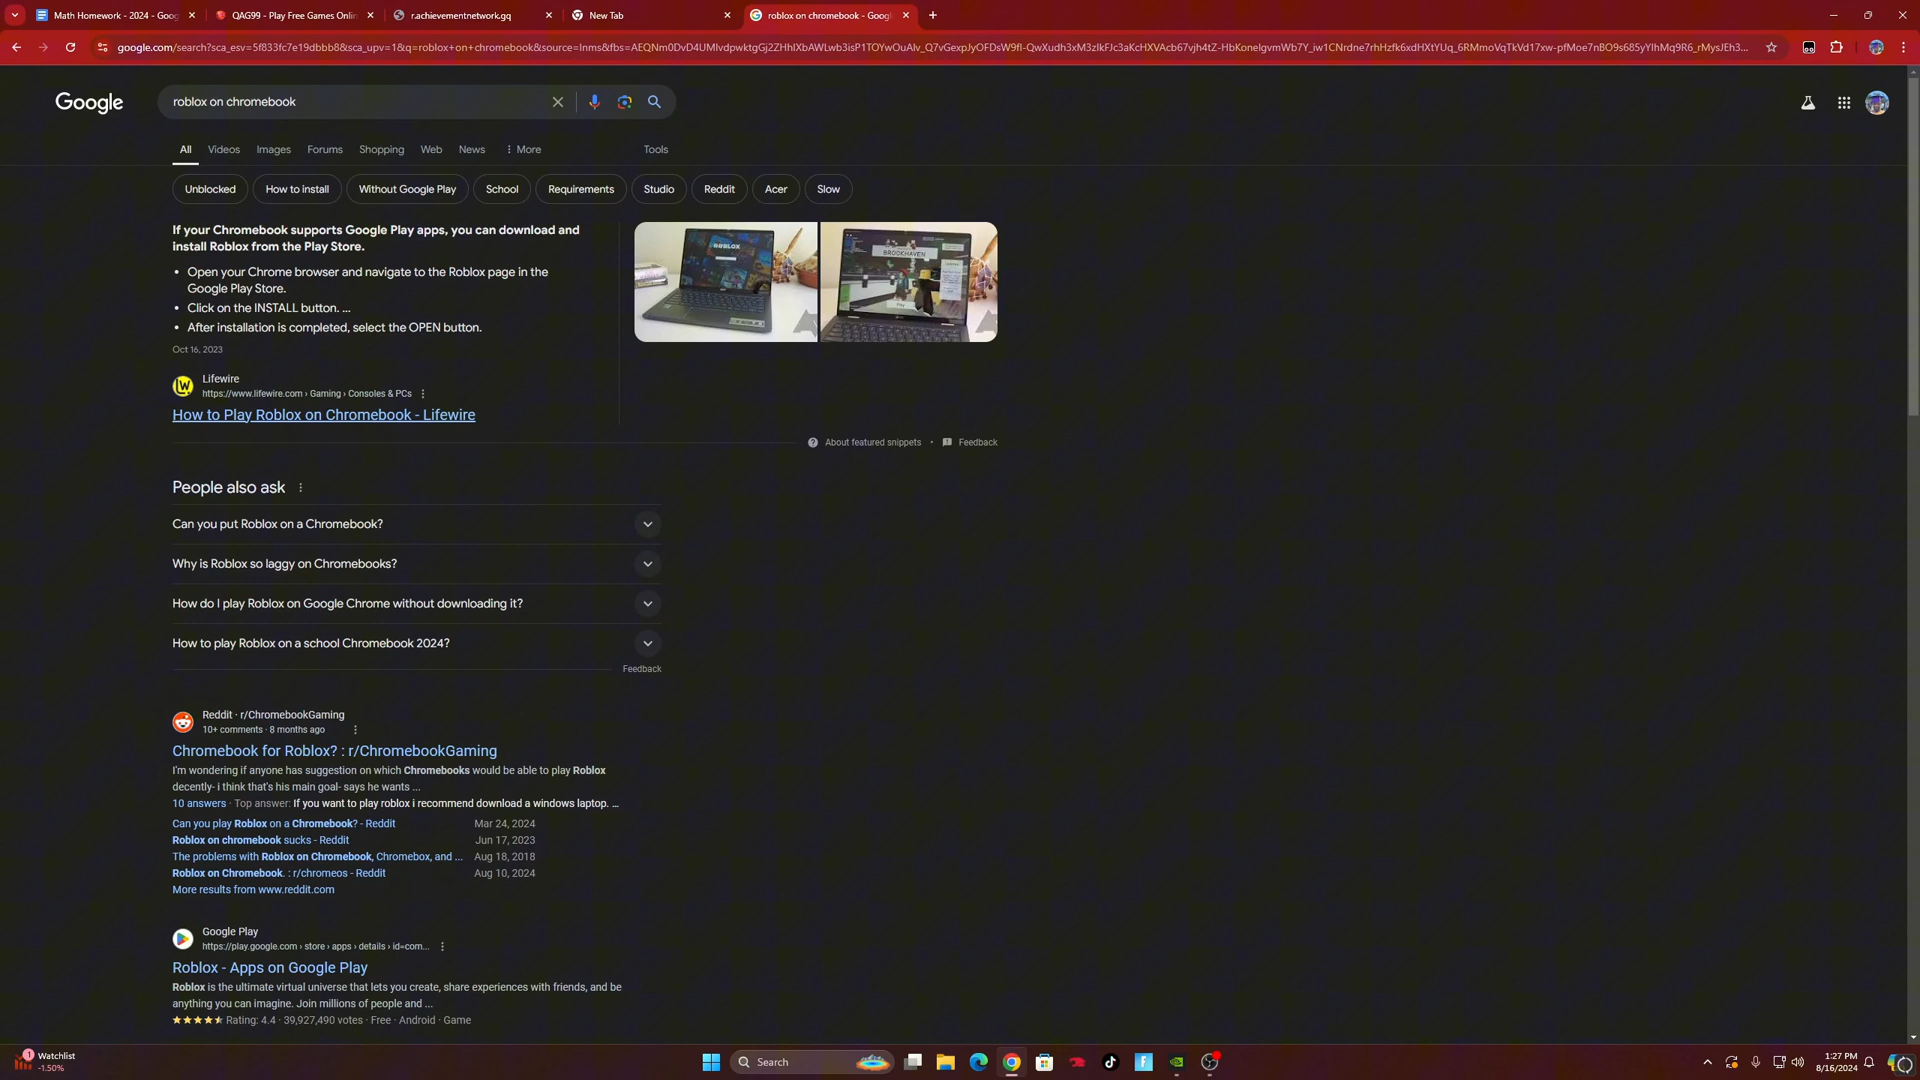 Math Homework - 2024 - Goog
QAG99 - Play Free Games Onlin
r.achievementnetwork.gq
New Tab
roblox on chromebook - Goog
Google
roblox on chromebook
All
Videos
Images
Forums
Shopping
Web
News
More
Tools
Unblocked
How to install
Without Google Play
School
Requirements
Studio
Reddit
Acer
Slow
If your Chromebook supports Google Play apps, you can download and
install Roblox from the Play Store.
• Open your Chrome browser and navigate to the Roblox page in the
Google Play Store.
• Click on the INSTALL button. ...
• After installation is completed, select the OPEN button.
Oct 16, 2023
ROBLOX
BROOKHAVEN
Lifewire
https://www.lifewire.com › Gaming › Consoles & PCs
How to Play Roblox on Chromebook - Lifewire
About featured snippets • Feedback
People also ask
Can you put Roblox on a Chromebook?
Why is Roblox so laggy on Chromebooks?
How do I play Roblox on Google Chrome without downloading it?
How to play Roblox on a school Chromebook 2024?
Feedback
Reddit · r/ChromebookGaming
10+ comments · 8 months ago
Chromebook for Roblox? : r/ChromebookGaming
I'm wondering if anyone has suggestion on which Chromebooks would be able to play Roblox
decently- i think that's his main goal- says he wants ...
10 answers · Top answer: If you want to play roblox i recommend download a windows laptop. ...
Can you play Roblox on a Chromebook? - Reddit Mar 24, 2024
Roblox on chromebook sucks - Reddit Jun 17, 2023
The problems with Roblox on Chromebook, Chromebox, and ... Aug 18, 2018
Roblox on Chromebook. : r/chromeos - Reddit Aug 10, 2024
More results from www.reddit.com
Google Play
https://play.google.com › store › apps › details › id=com...
Roblox - Apps on Google Play
Roblox is the ultimate virtual universe that lets you create, share experiences with friends, and be
anything you can imagine. Join millions of people and ...
Rating: 4.4 · 39,927,490 votes · Free · Android · Game
1
Watchlist
-1.50%
Search
1:27 PM
8/16/2024